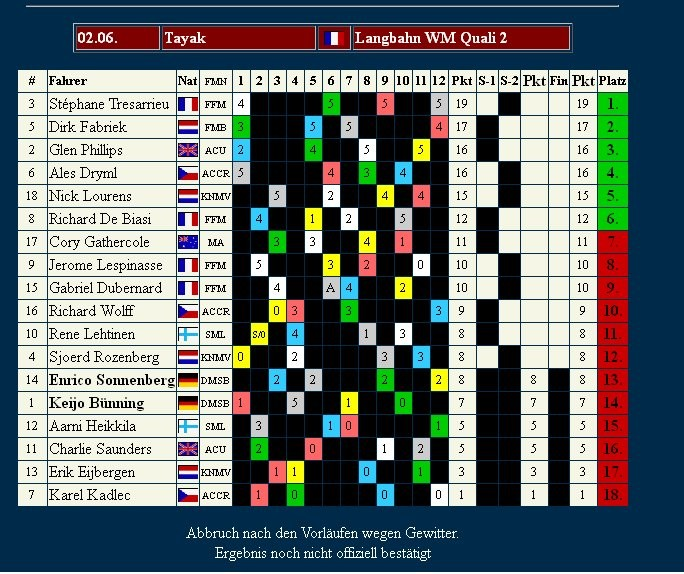 02.06. Tayak Langbahn WM Quali 2
# Fahrer Nat FMN 1 2 3 4 5 6 7 8 9 10 11 12 Pkt S-1 S-2 Pkt Fin Pkt Platz
3 Stéphane Tresarrieu FFM 4 5 5 5 19 19 1.
5 Dirk Fabriek FMB 3 5 5 4 17 17 2.
2 Glen Phillips ACU 2 4 5 5 16 16 3.
6 Ales Dryml ACCR 5 4 3 4 16 16 4.
18 Nick Lourens KNMV 5 2 4 4 15 15 5.
8 Richard De Biasi FFM 4 1 2 5 12 12 6.
17 Cory Gathercole MA 3 3 4 1 11 11 7.
9 Jerome Lespinasse FFM 5 3 2 0 10 10 8.
15 Gabriel Dubernard FFM 4 A 4 2 10 10 9.
16 Richard Wolff ACCR 0 3 3 3 9 9 10.
10 Rene Lehtinen SML S/0 4 1 3 8 8 11.
4 Sjoerd Rozenberg KNMV 0 2 3 3 8 8 12.
14 Enrico Sonnenberg DMSB 2 2 2 2 8 8 8 13.
1 Keijo Bünning DMSB 1 5 1 0 7 7 7 14.
12 Aarni Heikkila SML 3 1 0 1 5 5 5 15.
11 Charlie Saunders ACU 2 0 1 2 5 5 5 16.
13 Erik Eijbergen KNMV 1 1 0 1 3 3 3 17.
7 Karel Kadlec ACCR 1 0 0 0 1 1 1 18.
Abbruch nach den Vorläufen wegen Gewitter.
Ergebnis noch nicht offiziell bestätigt